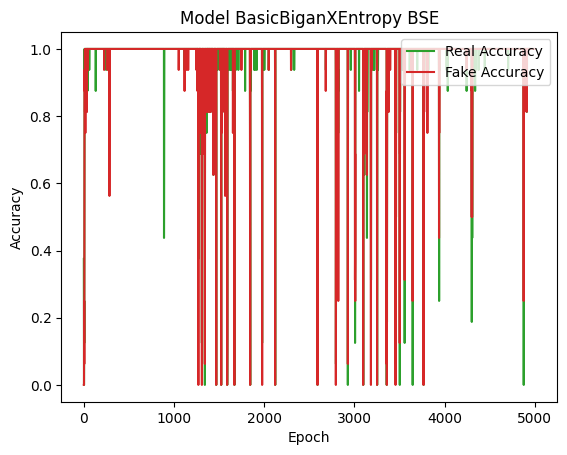 Model BasicBiganXEntropy BSE
Real Accuracy
Fake Accuracy
Accuracy
1.0
0.8
0.6
0.4
0.2
0.0
0 1000 2000 3000 4000 5000
Epoch